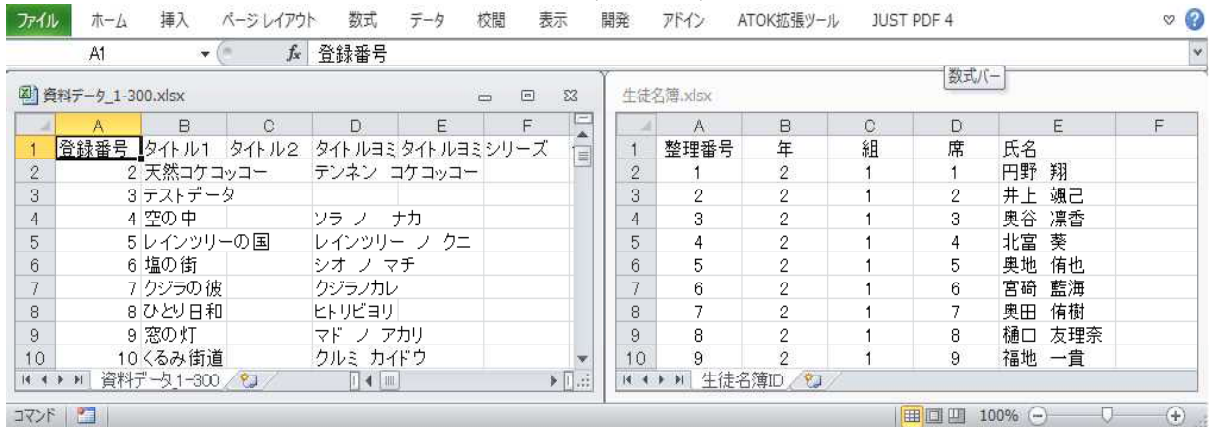 ファイル ホーム 挿入 ページ レイアウト 数式 データ 校閲 表示 開発 アドイン ATOK拡張ツール JUST PDF 4
A1 fx 登録番号
数式バー
資料データ_1-300.xlsx
A B C D E F
1 登録番号 タイトル1 タイトル2 タイトルヨミ タイトルヨミ シリーズ
2 2 天然コケコッコー テンネン コケコッコー
3 3 テストデータ
4 4 空の中 ソラ ノ ナカ
5 5 レインツリーの国 レインツリー ノ クニ
6 6 塩の街 シオ ノ マチ
7 7 クジラの彼 クジラノカレ
8 8 ひとり日和 ヒトリビヨリ
9 9 窓の灯 マド ノ アカリ
10 10 くるみ街道 クルミ カイドウ
資料データ_1-300
生徒名簿.xlsx
A B C D E F
1 整理番号 年 組 席 氏名
2 1 2 1 1 円野 翔
3 2 2 1 2 井上 颯己
4 3 2 1 3 奥谷 凛香
5 4 2 1 4 北富 葵
6 5 2 1 5 奥地 侑也
7 6 2 1 6 宮碕 藍海
8 7 2 1 7 奥田 侑樹
9 8 2 1 8 樋口 友理奈
10 9 2 1 9 福地 一貴
生徒名簿ID
コマンド 100%